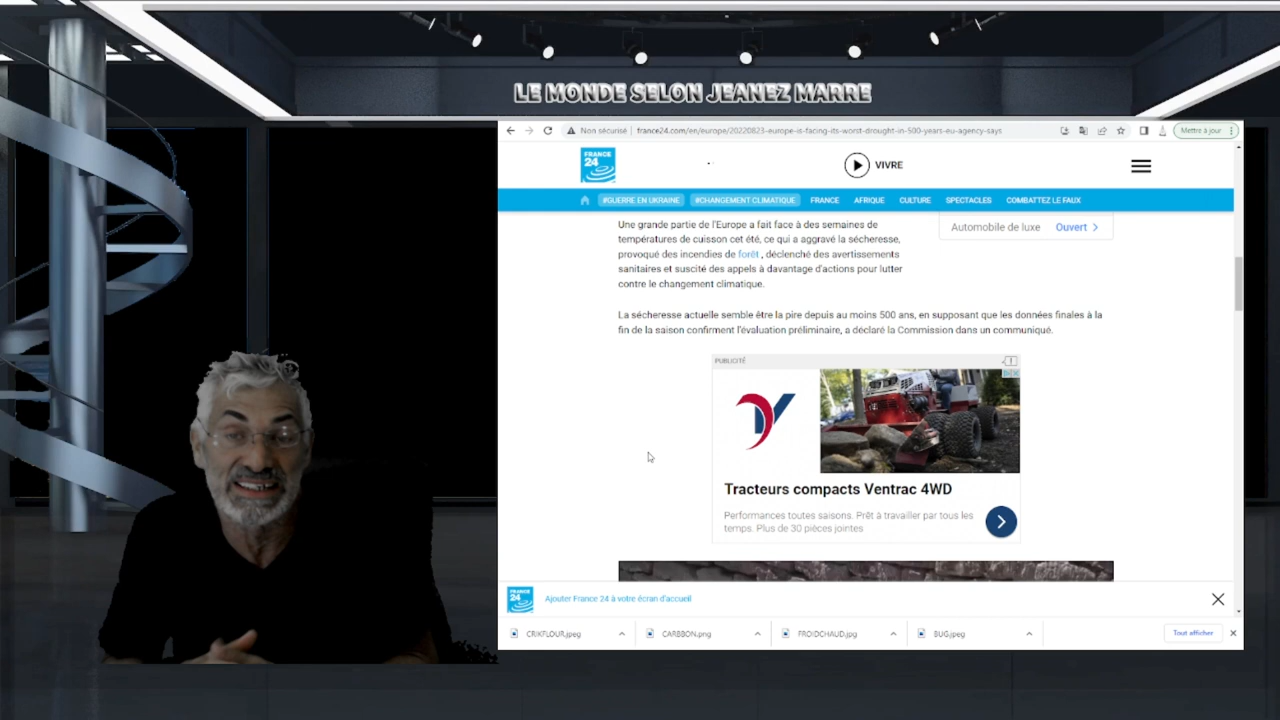 LE MONDE SELON JEANEZ MARRE
Non sécurisé | france24.com/en/europe/20220823-europe-is-facing-its-worst-drought-in-500-years-eu-agency-says
Mettre à jour
FRANCE
24
VIVRE
#GUERRE EN UKRAINE #CHANGEMENT CLIMATIQUE FRANCE AFRIQUE CULTURE SPECTACLES COMBATTEZ LE FAUX
Une grande partie de l'Europe a fait face à des semaines de
températures de cuisson cet été, ce qui a aggravé la sécheresse,
provoqué des incendies de forêt , déclenché des avertissements
sanitaires et suscité des appels à davantage d'actions pour lutter
contre le changement climatique.
Automobile de luxe Ouvert
La sécheresse actuelle semble être la pire depuis au moins 500 ans, en supposant que les données finales à la
fin de la saison confirment l'évaluation préliminaire, a déclaré la Commission dans un communiqué.
PUBLICITÉ
Tracteurs compacts Ventrac 4WD
Performances toutes saisons. Prêt à travailler par tous les
temps. Plus de 30 pièces jointes
FRANCE
24
Ajouter France 24 à votre écran d'accueil
CRIKFLOUR.jpeg CARBBON.png FROIDCHAUD.jpg BUG.jpeg Tout afficher